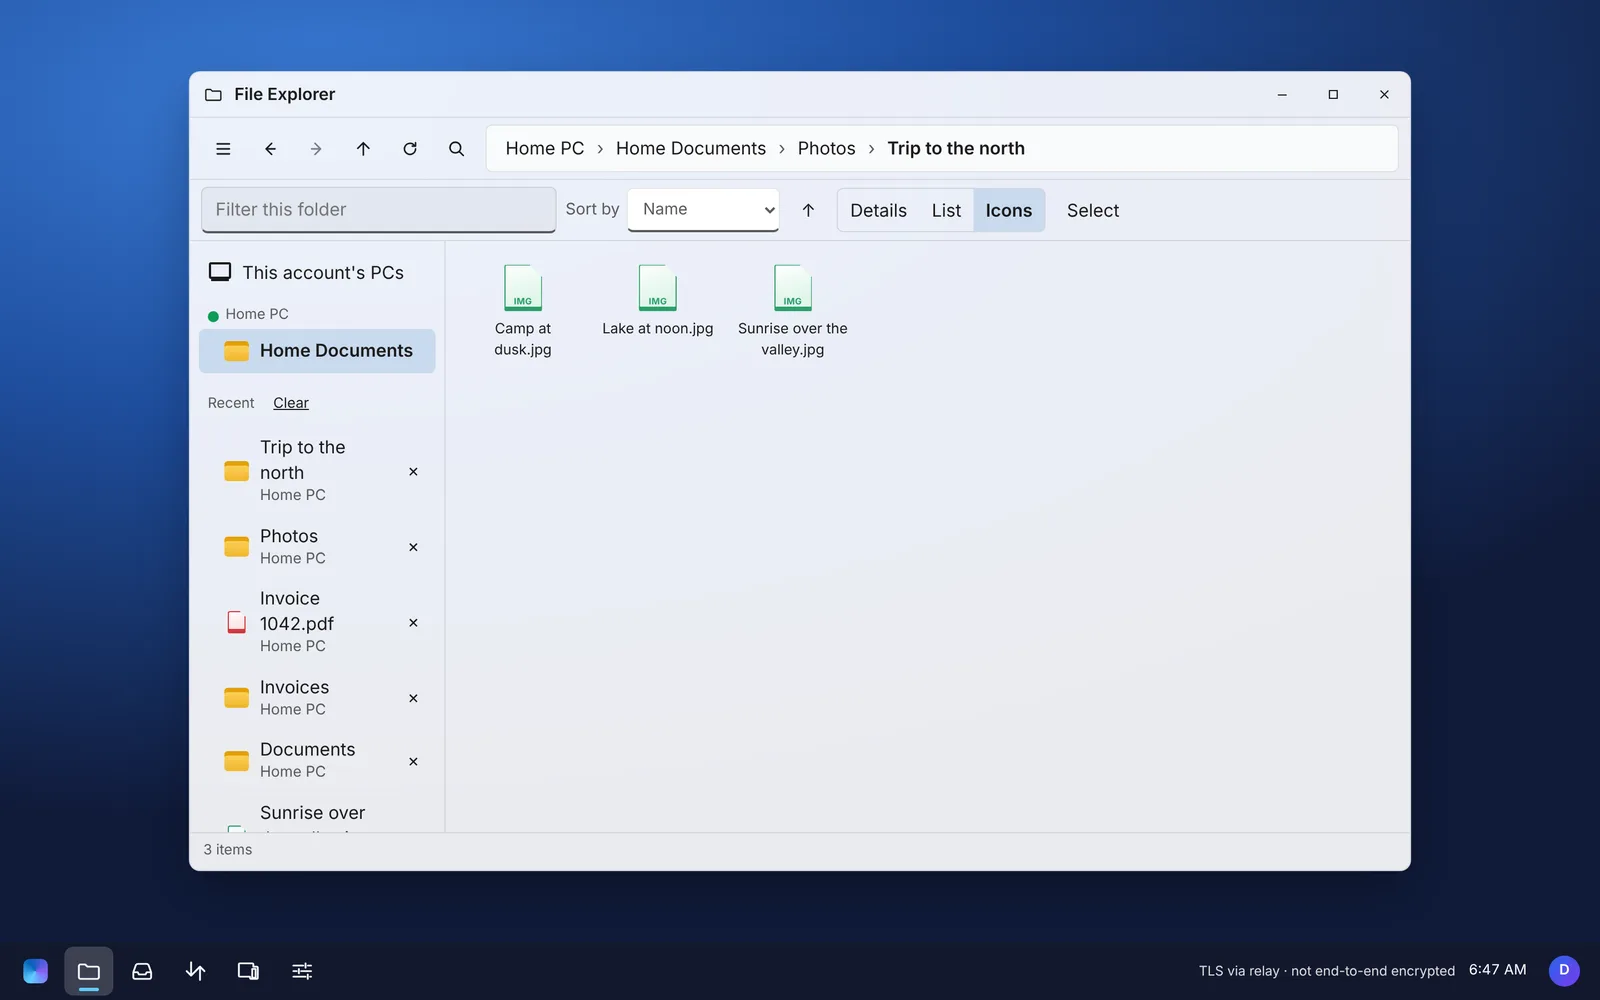 File Explorer
Home PC › Home Documents › Photos › Trip to the north
Filter this folder
Sort by
Name
Details
List
Icons
Select
This account's PCs
Home PC
Home Documents
Recent
Clear
Trip to the
north
Home PC
Photos
Home PC
Invoice
1042.pdf
Home PC
Invoices
Home PC
Documents
Home PC
Sunrise over
IMG
Camp at
dusk.jpg
IMG
Lake at noon.jpg
IMG
Sunrise over the
valley.jpg
3 items
TLS via relay · not end-to-end encrypted
6:47 AM
D